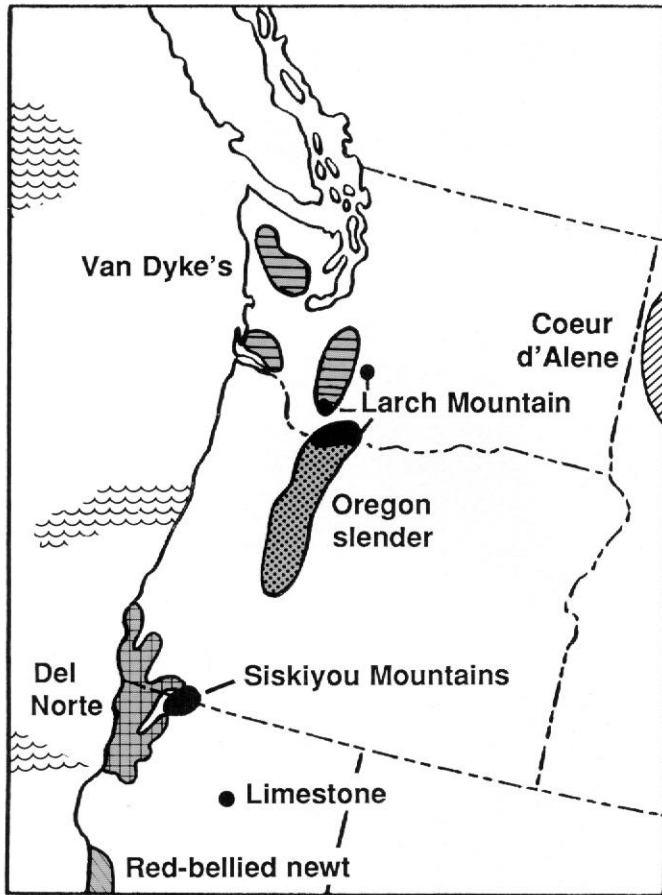 Van Dyke's
Coeur
d'Alene
Larch Mountain
Oregon
slender
Del
Norte
Siskiyou Mountains
Limestone
Red-bellied newt